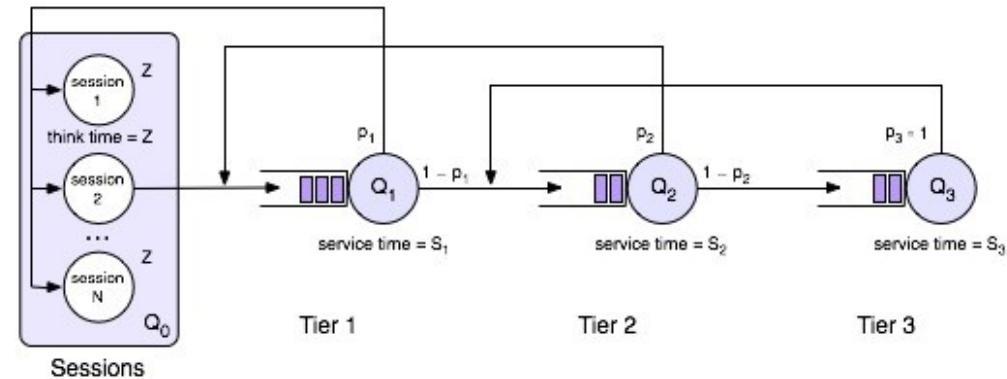 session
1
Z
think time = Z
session
2
...
session
N
Z
Q0
Sessions
p1
Q1
1 - p1
service time = S1
Tier 1
p2
Q2
1 - p2
service time = S2
Tier 2
p3 = 1
Q3
service time = S3
Tier 3